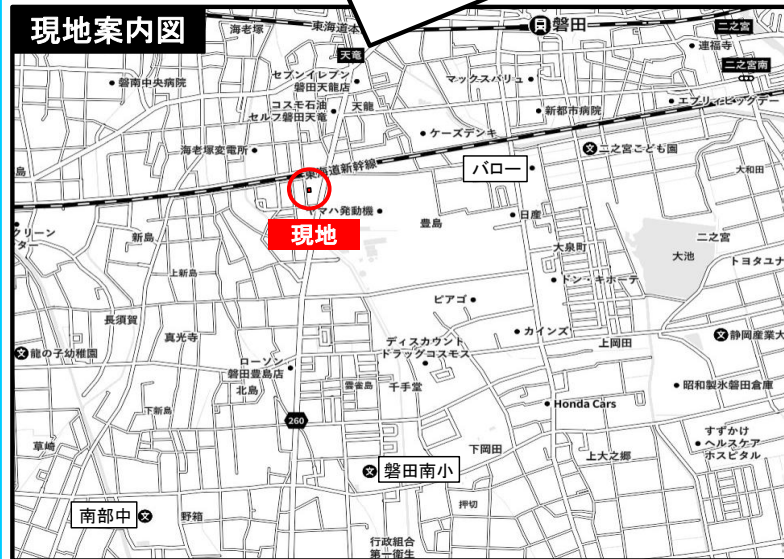 現地案内図
海老塚
東海道本
磐田
二之宮
天竜
連福寺
二之宮南
磐南中央病院
セブンイレブン
磐田天龍店
マックスバリュ
エブリィビッグデー
コスモ石油
セルフ磐田天竜
天龍
新都市病院
ケーズデンキ
海老塚変電所
二之宮こども園
東海道新幹線
バロー
大和田
島
ヤマハ発動機
豊島
日産
現地
クリーン
ター
新島
大泉町
二之宮
大池
トヨタユナ
上新島
ドン・キホーテ
ピアゴ
長須賀
真光寺
カインズ
静岡産業大
ディスカウント
ドラッグコスモス
上岡田
龍の子幼稚園
ローソン
磐田豊島店
北島
雲雀島
千手堂
昭和製氷磐田倉庫
下新島
Honda Cars
260
すずかけ
ヘルスケア
ホスピタル
草崎
下岡田
上大之郷
磐田南小
押切
南部中
野箱
行政組合
第一衛生